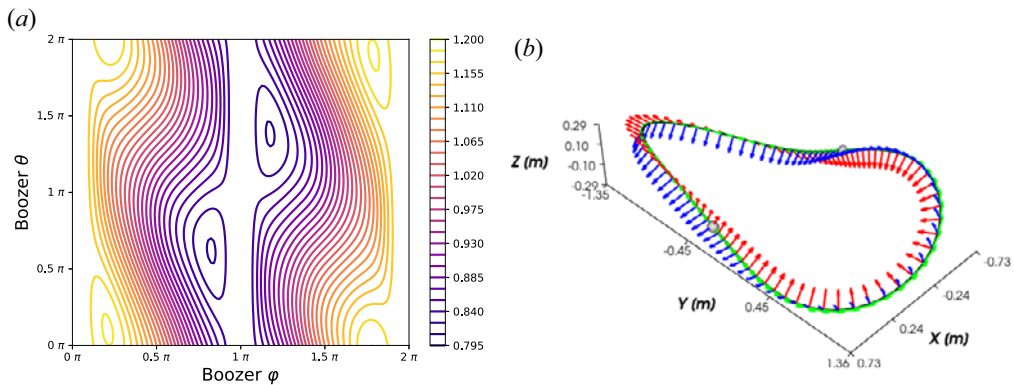 (a)
2 π
1.5 π
1 π
0.5 π
0 π
Boozer θ
0 π
0.5 π
1 π
1.5 π
2 π
Boozer φ
1.200
1.155
1.110
1.065
1.020
0.975
0.930
0.885
0.840
0.795
(b)
Z (m)
0.29
0.10
-0.10
-0.29
-1.35
-0.45
0.45
1.36
Y (m)
0.73
0.24
-0.24
-0.73
X (m)